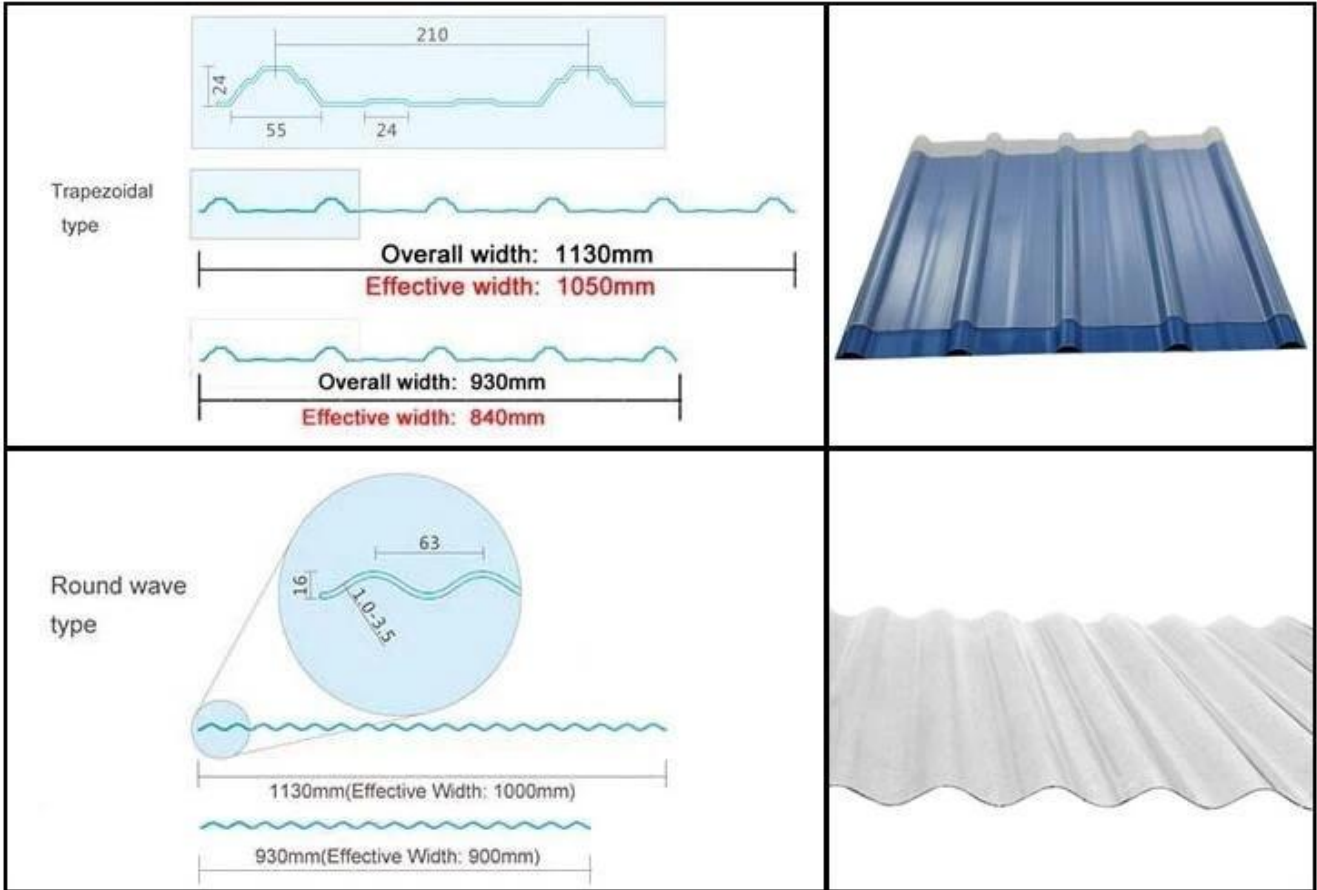 210
24
55
24
Trapezoidal
type
Overall width: 1130mm
Effective width: 1050mm
Overall width: 930mm
Effective width: 840mm
63
16
1.0-3.5
Round wave
type
1130mm(Effective Width: 1000mm)
930mm(Effective Width: 900mm)